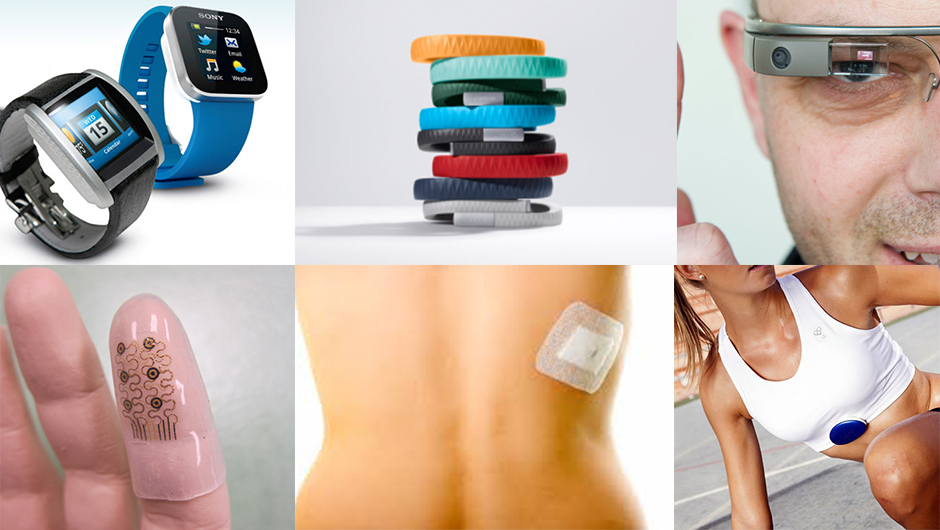 SONY
12:34
Twitter
Email
Music
Weather
WED
15
Calendar